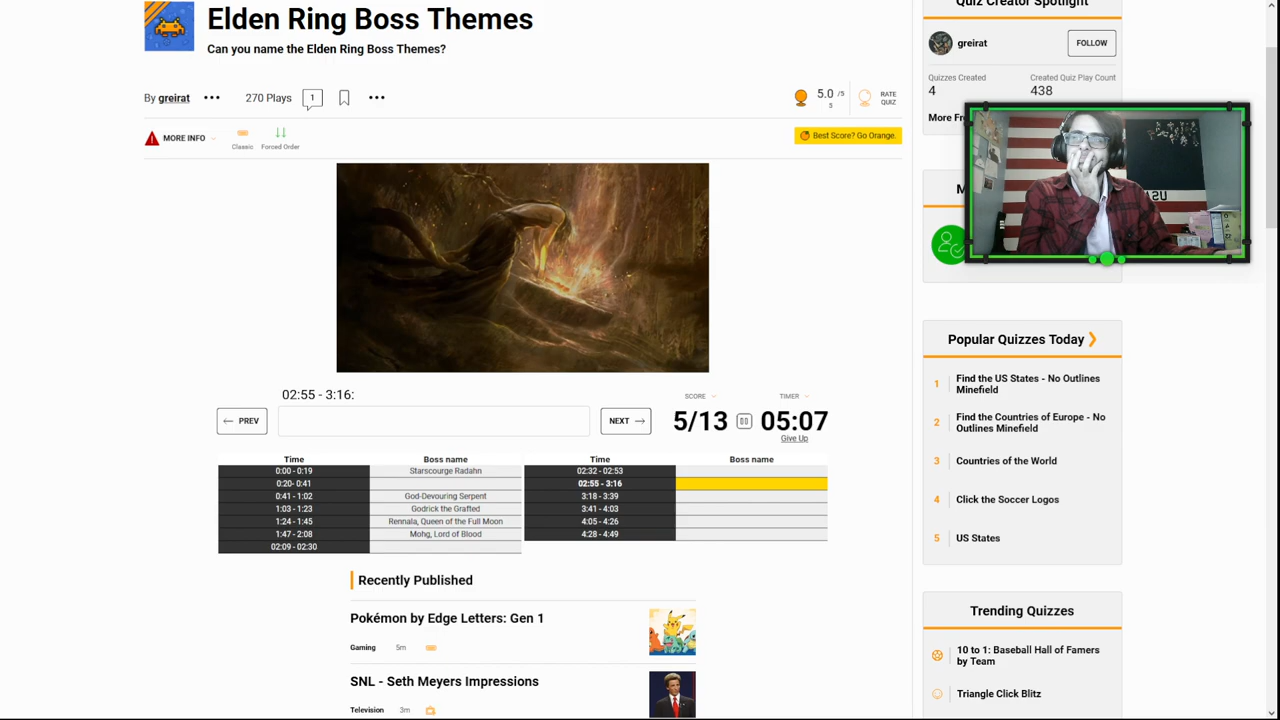 Elden Ring Boss Themes
Can you name the Elden Ring Boss Themes?
By greirat
270 Plays
1
5.0 /5
3
RATE
QUIZ
MORE INFO
Classic
Forced Order
Best Score? Go Orange.
02:55 - 3:16:
PREV
NEXT
SCORE
5/13
TIMER
05:07
Give Up
Time Boss name Time Boss name
0:00 - 0:19 Starscourge Radahn 02:32 - 02:53
0:20- 0:41 02:55 - 3:16
0:41 - 1:02 God-Devouring Serpent 3:18 - 3:39
1:03 - 1:23 Godrick the Grafted 3:41 - 4:03
1:24 - 1:45 Rennala, Queen of the Full Moon 4:05 - 4:26
1:47 - 2:08 Mohg, Lord of Blood 4:28 - 4:49
02:09 - 02:30
Recently Published
Pokémon by Edge Letters: Gen 1
Gaming 5m
SNL - Seth Meyers Impressions
Television 3m
Quiz Creator Spotlight
greirat
FOLLOW
Quizzes Created
4
Created Quiz Play Count
438
More Fr
M
USA
Popular Quizzes Today
1 Find the US States - No Outlines
Minefield
2 Find the Countries of Europe - No
Outlines Minefield
3 Countries of the World
4 Click the Soccer Logos
5 US States
Trending Quizzes
10 to 1: Baseball Hall of Famers
by Team
Triangle Click Blitz